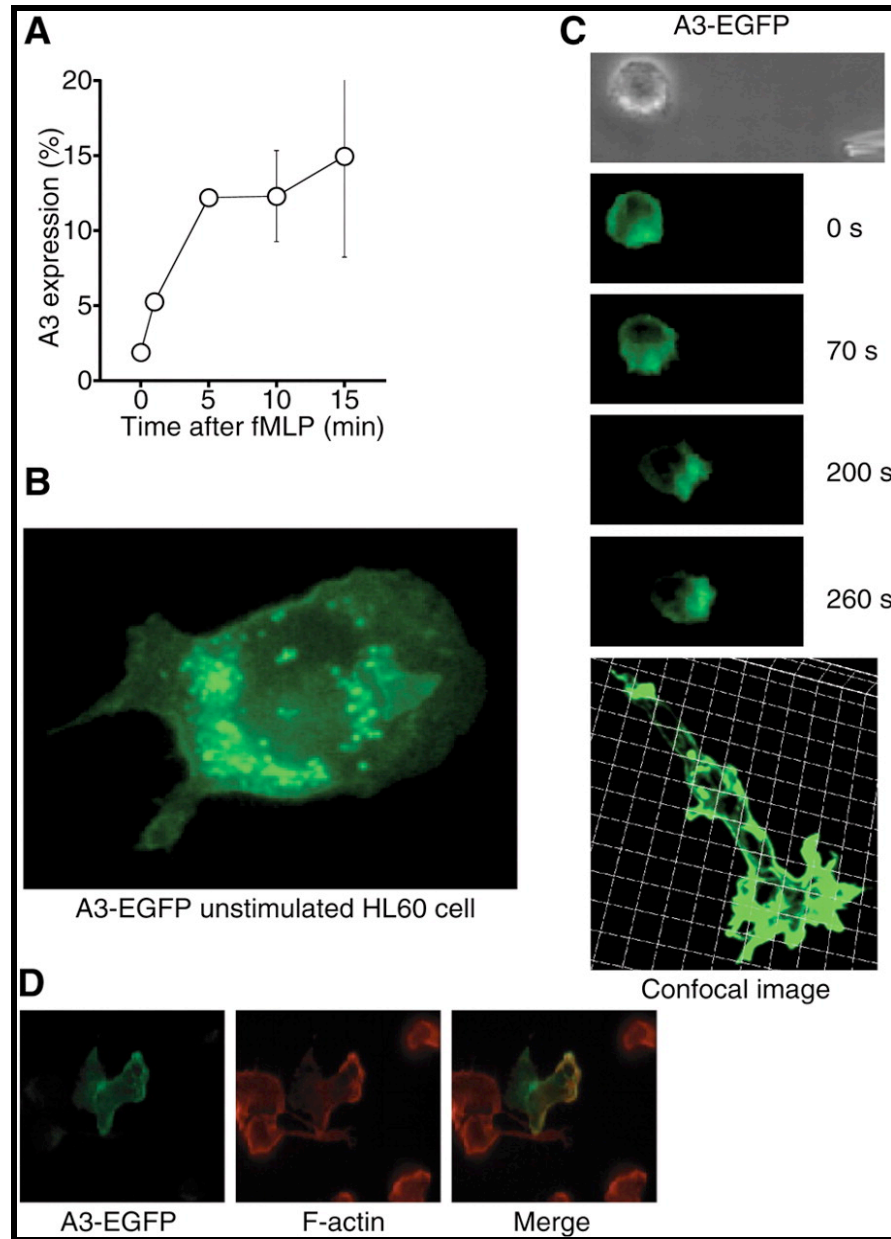 A
A3 expression (%)
20
15
10
5
0
0 5 10 15
Time after fMLP (min)
B
A3-EGFP unstimulated HL60 cell
C
A3-EGFP
0 s
70 s
200 s
260 s
Confocal image
D
A3-EGFP F-actin Merge